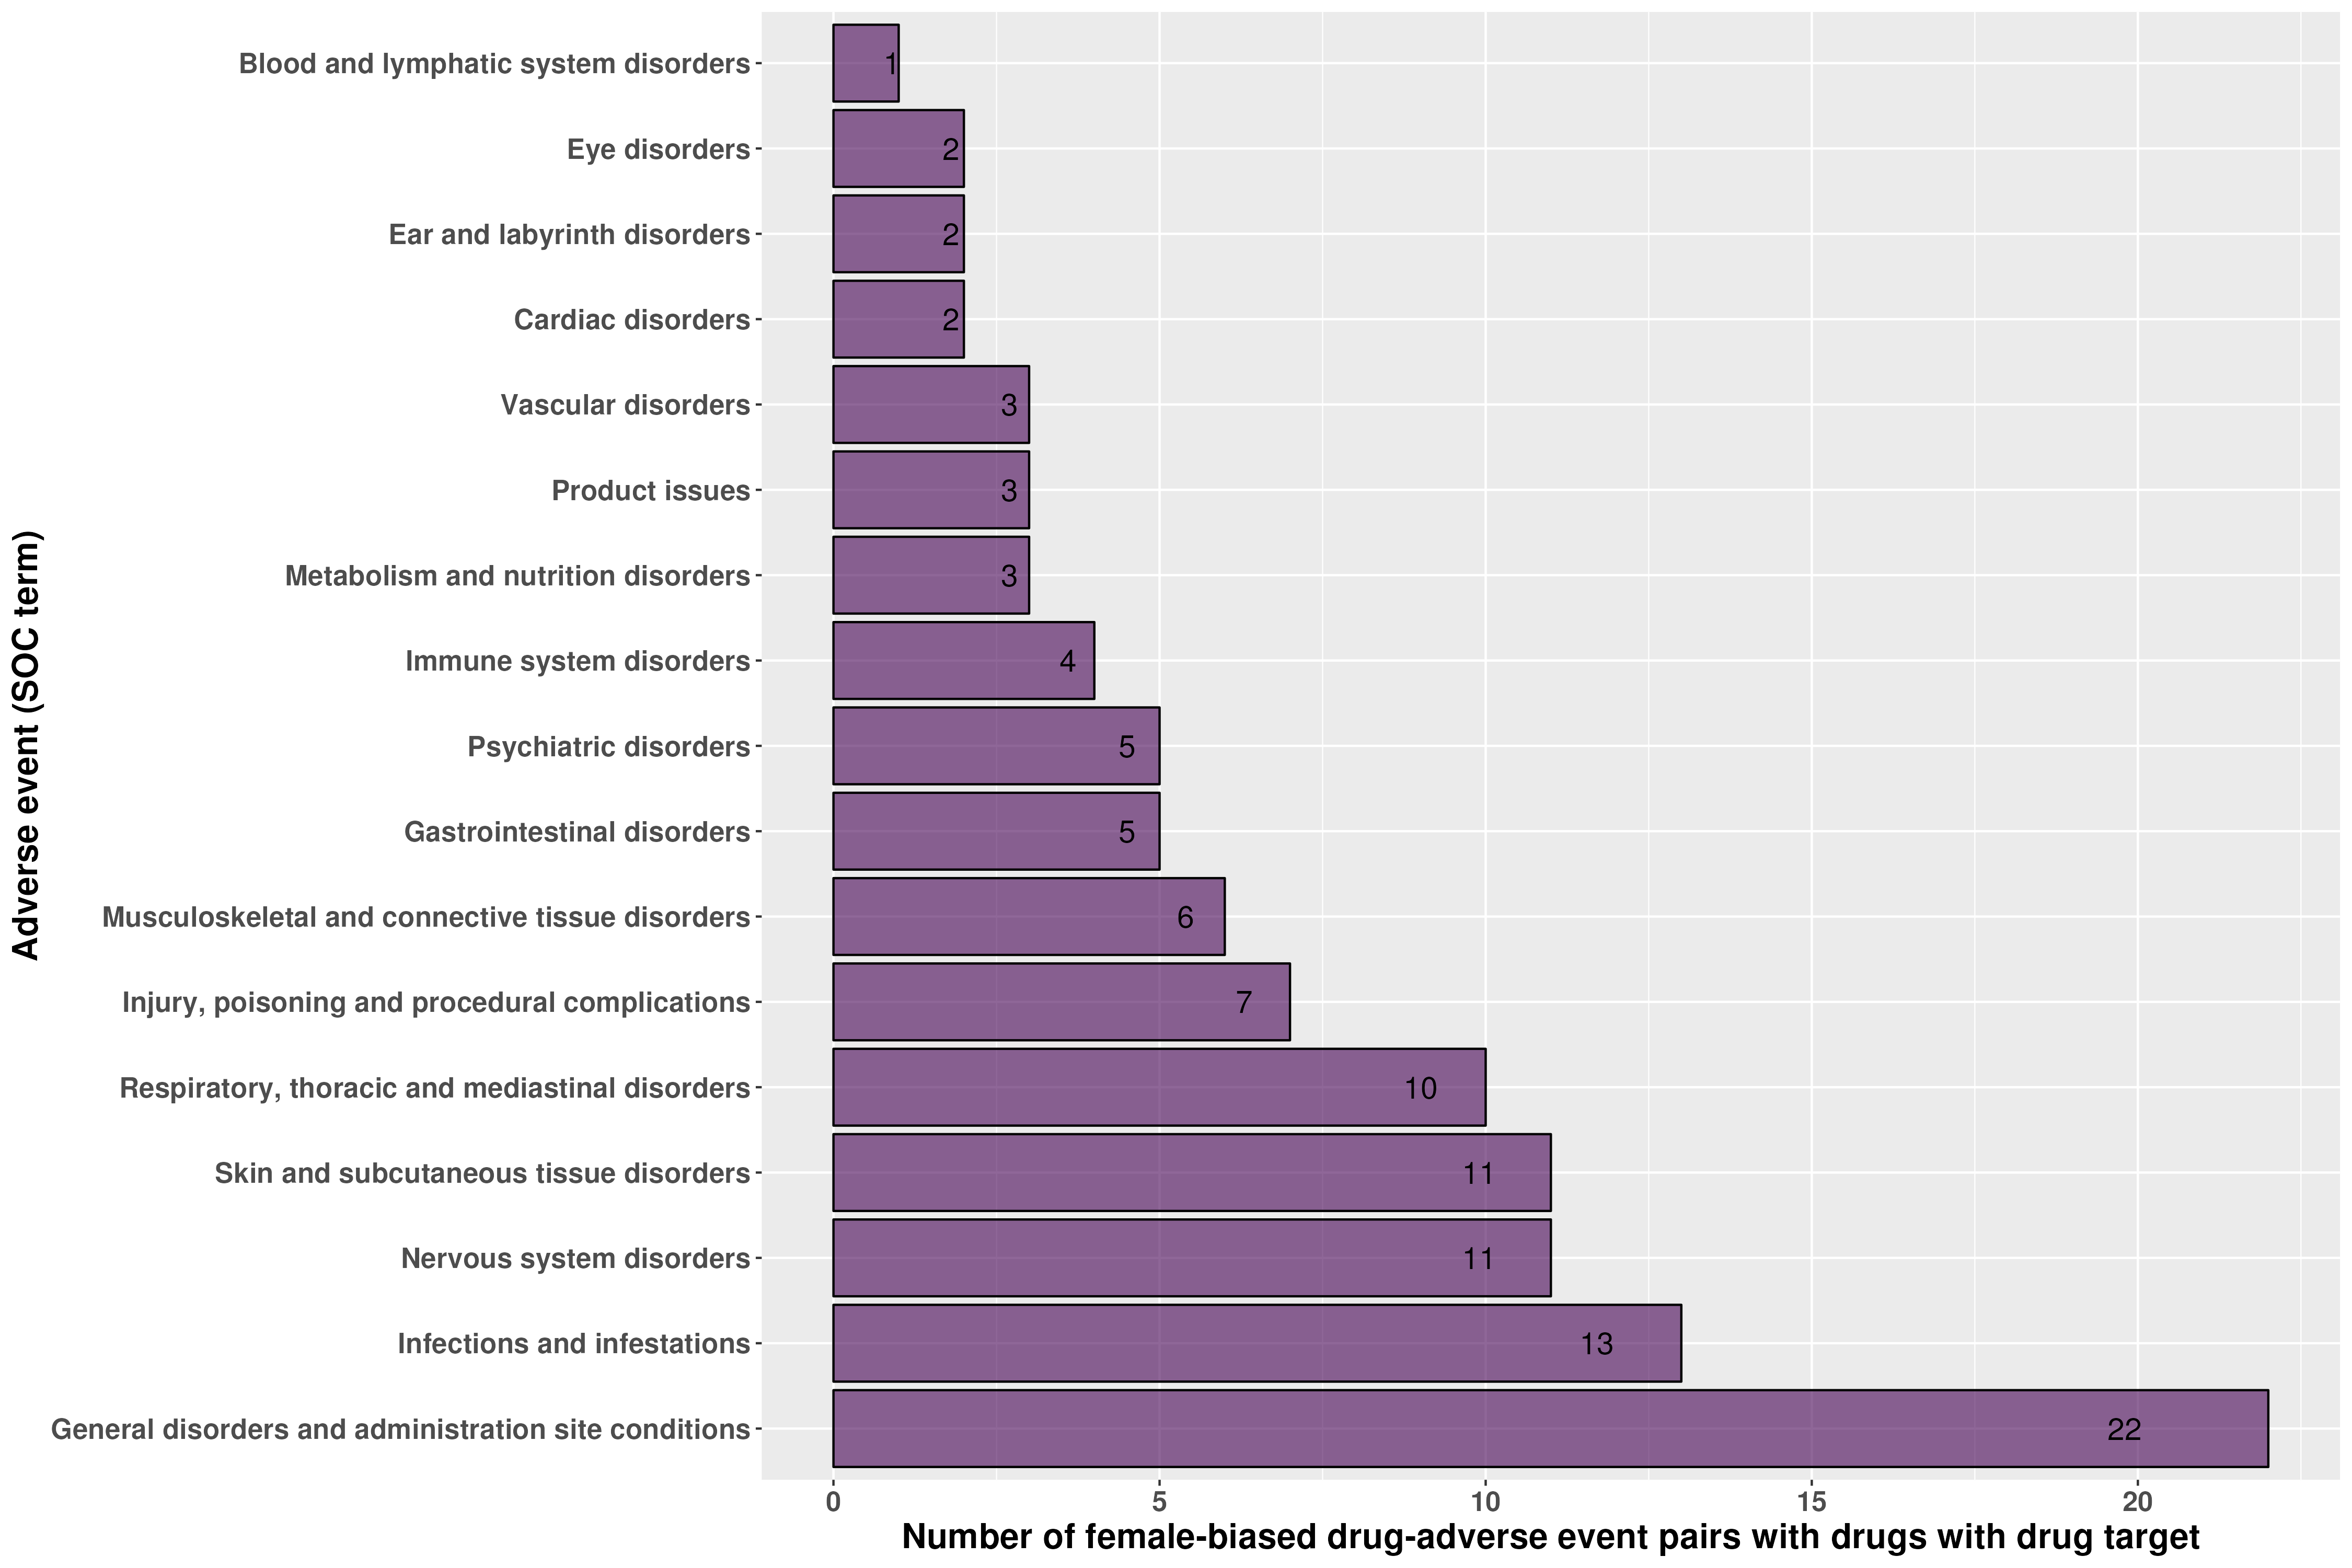 Adverse event (SOC term)
Blood and lymphatic system disorders 1
Eye disorders 2
Ear and labyrinth disorders 2
Cardiac disorders 2
Vascular disorders 3
Product issues 3
Metabolism and nutrition disorders 3
Immune system disorders 4
Psychiatric disorders 5
Gastrointestinal disorders 5
Musculoskeletal and connective tissue disorders 6
Injury, poisoning and procedural complications 7
Respiratory, thoracic and mediastinal disorders 10
Skin and subcutaneous tissue disorders 11
Nervous system disorders 11
Infections and infestations 13
General disorders and administration site conditions 22
0 5 10 15 20
Number of female-biased drug-adverse event pairs with drugs with drug target